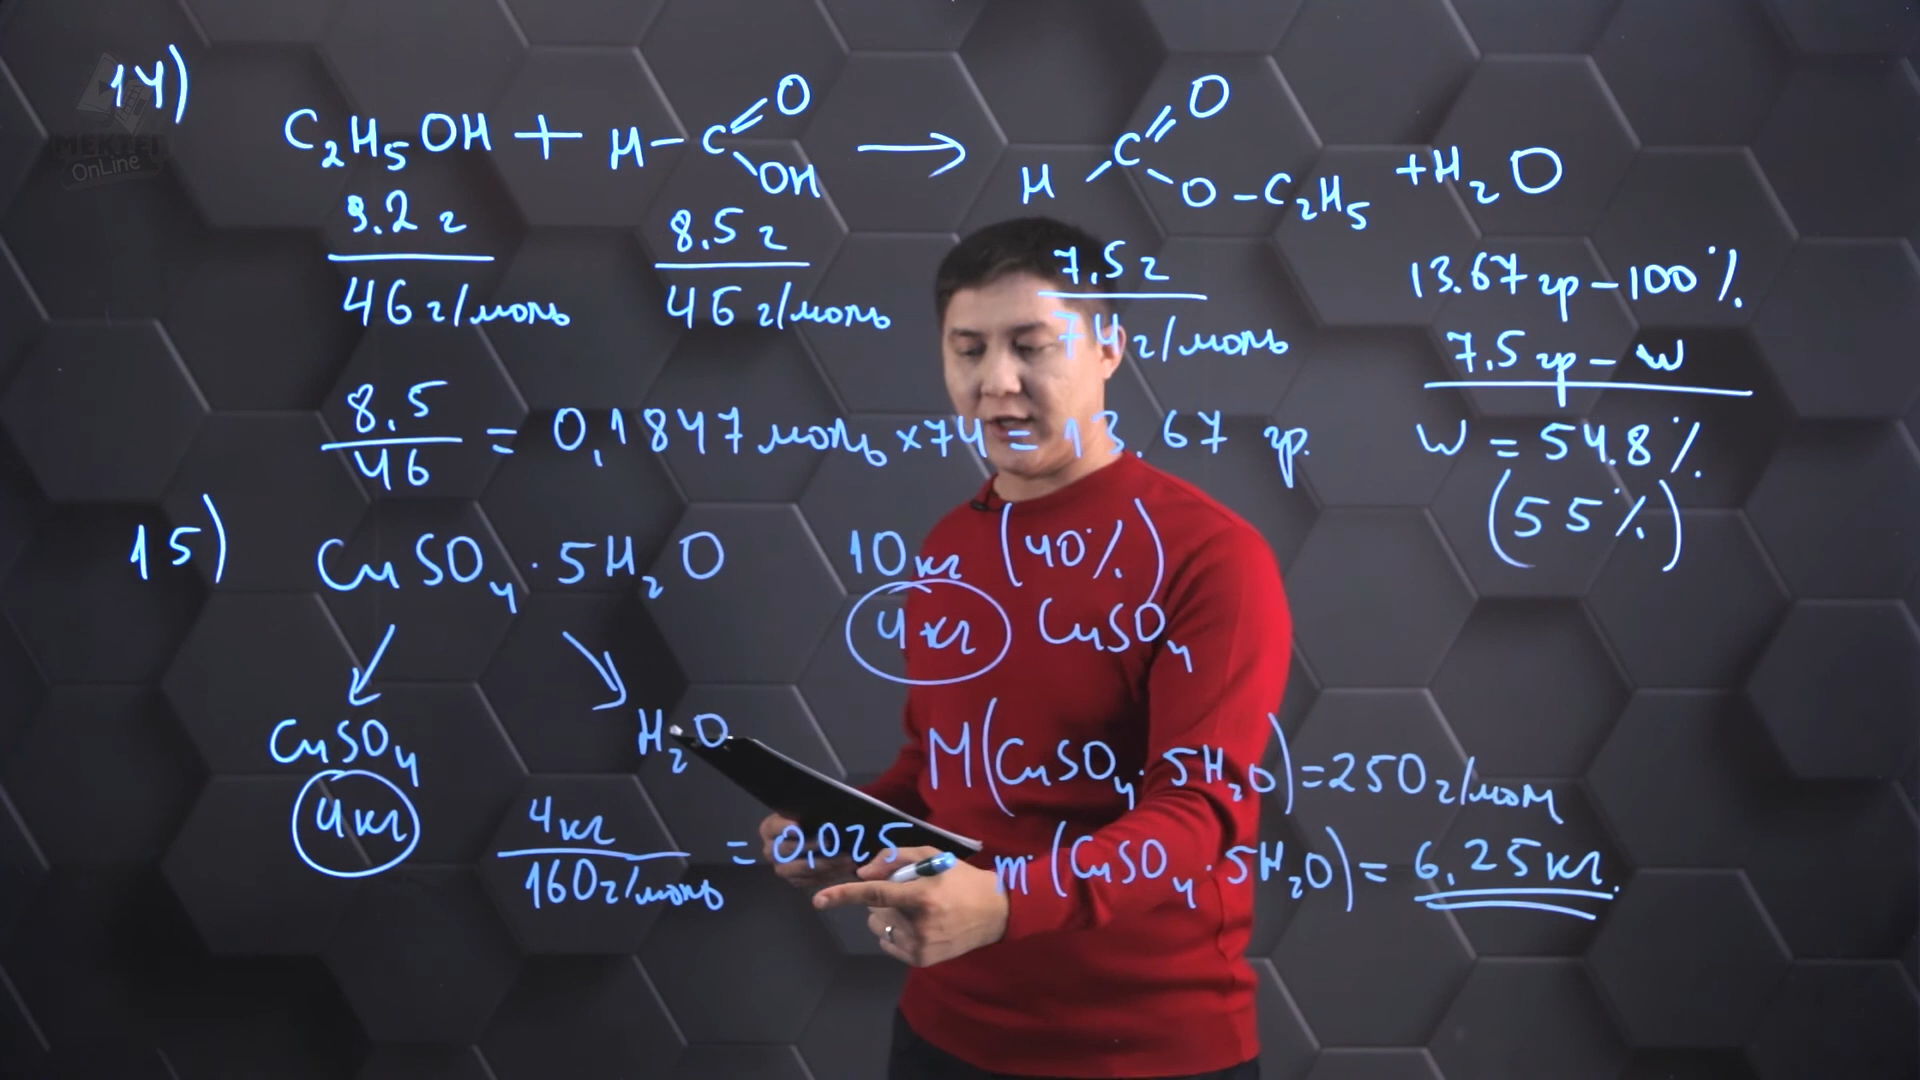 14)
C₂H₅OH + H-C=O OH → H C=O O-C₂H₅ + H₂O
9.2 г 8.5 г 7.5 г
46 г/моль 46 г/моль 74 г/моль
13.67 гр - 100 %
7.5 гр - w
8.5/46 = 0,1847 моль × 74 = 13.67 гр.
w = 54.8 %
(55%)
15) CuSO₄ · 5H₂O 10 кг (40%)
4 кг CuSO₄
CuSO₄ H₂O
4 кг
4 кг/160 г/моль = 0,025
M(CuSO₄ · 5H₂O) = 250 г/моль
m(CuSO₄ · 5H₂O) = 6,25 кг.
OnLine